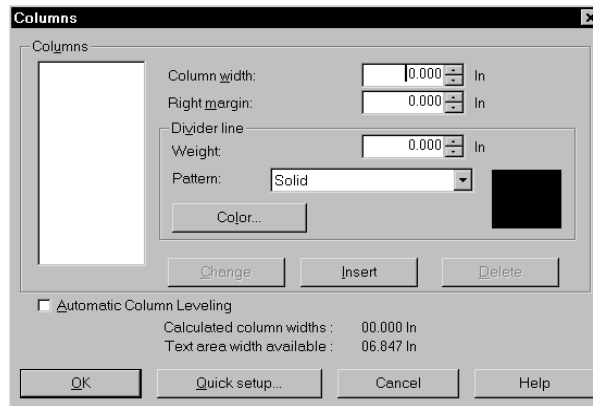 Columns
Columns
Column width: 0.000 In
Right margin: 0.000 In
Divider line
Weight: 0.000 In
Pattern: Solid
Color...
Change Insert Delete
Automatic Column Leveling
Calculated column widths : 00.000 In
Text area width available : 06.847 In
OK Quick setup... Cancel Help